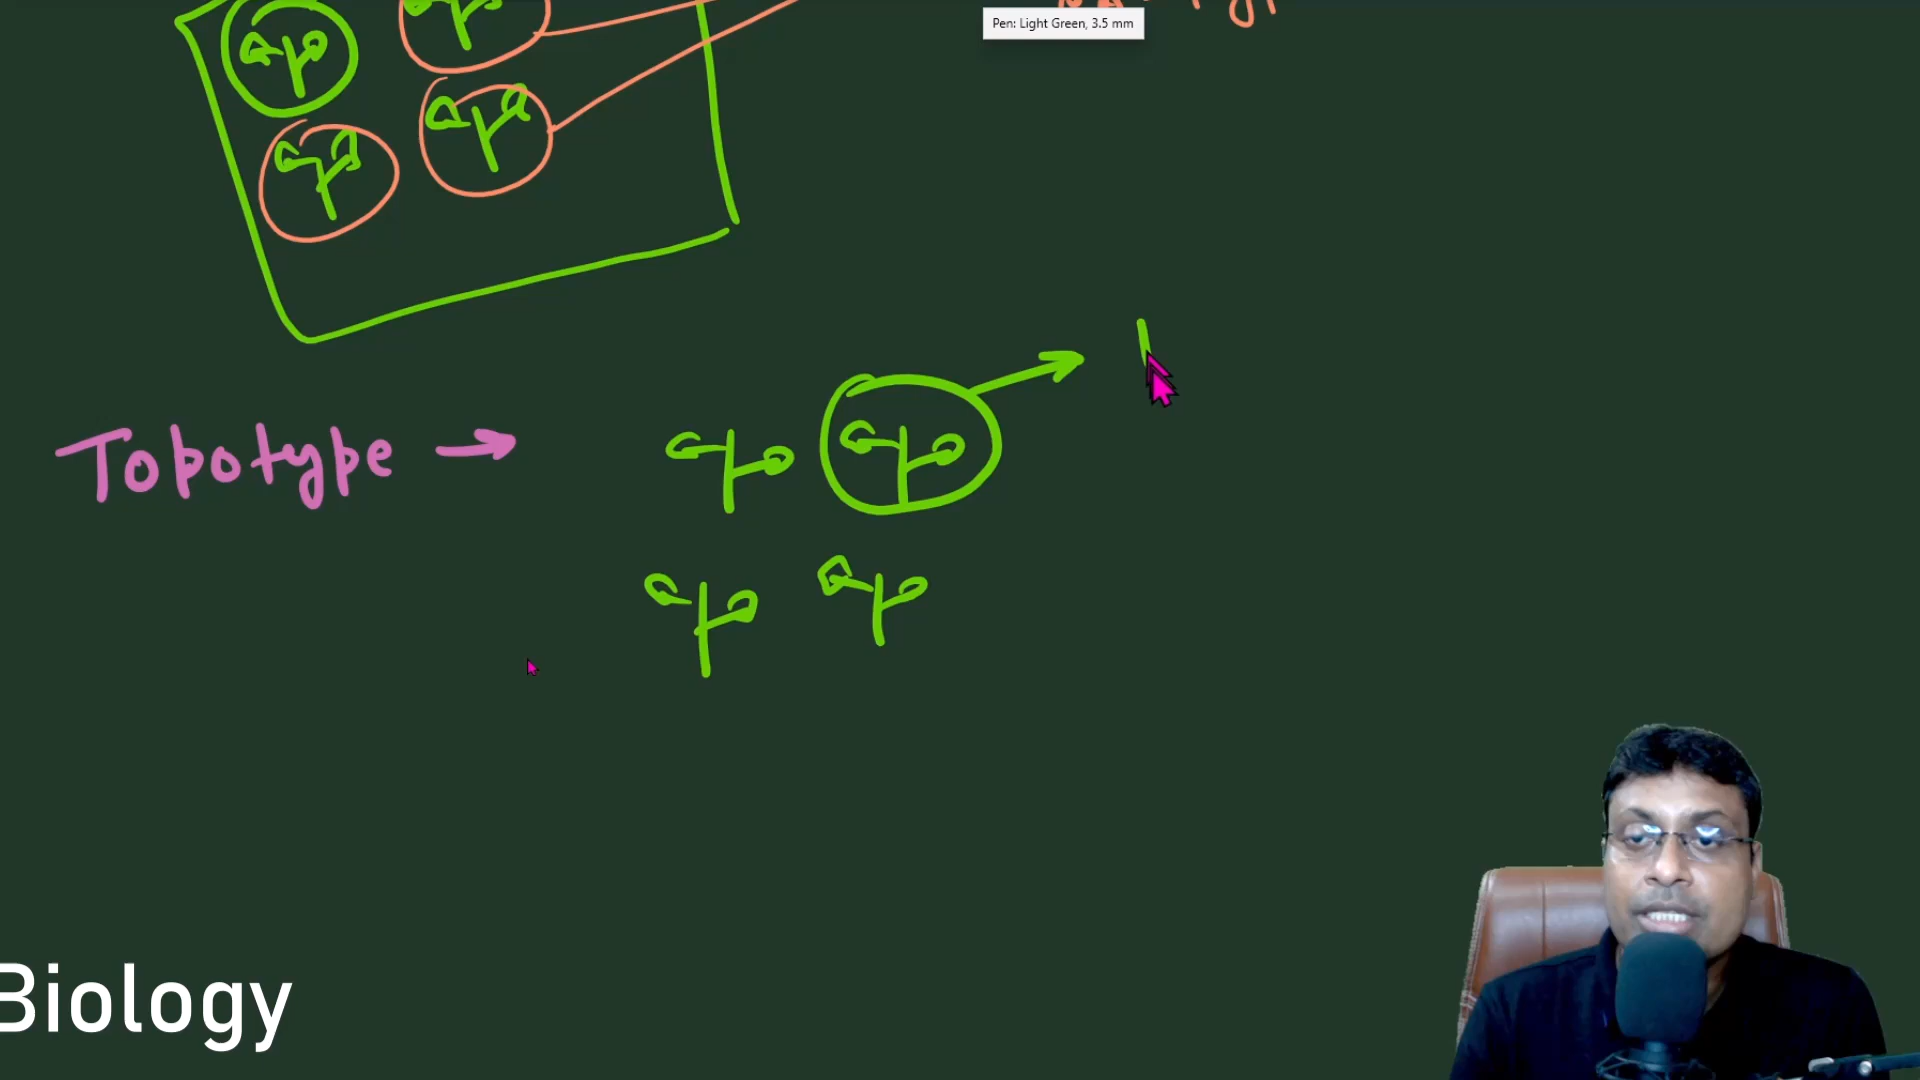 Pen: Light Green, 3.5 mm
Topotype →
Biology